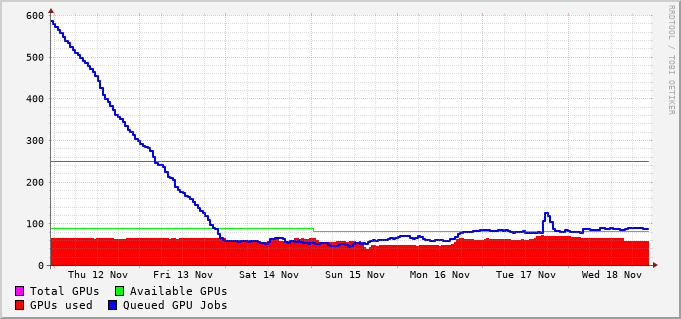 600
500
400
300
200
100
0
Thu 12 Nov Fri 13 Nov Sat 14 Nov Sun 15 Nov Mon 16 Nov Tue 17 Nov Wed 18 Nov
Total GPUs Available GPUs
GPUs used Queued GPU Jobs
RRDTOOL / TOBI OETIKER